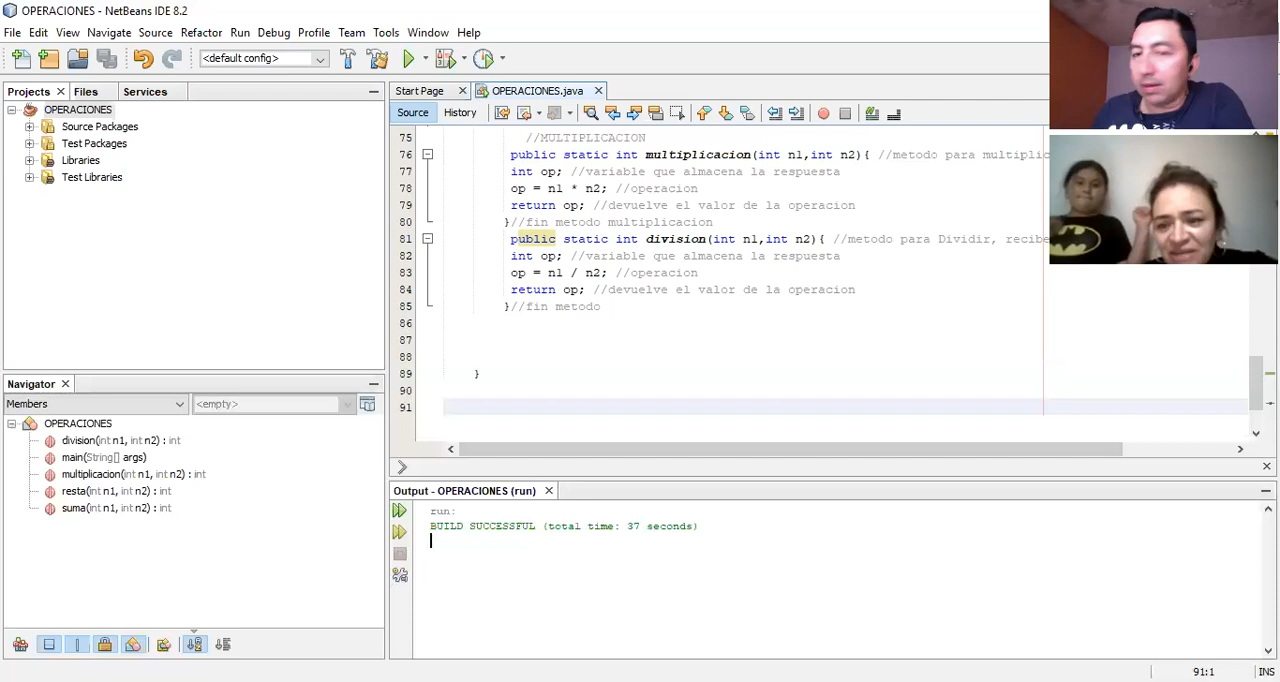 OPERACIONES - NetBeans IDE 8.2
File Edit View Navigate Source Refactor Run Debug Profile Team Tools Window Help
<default config>
Projects Files Services
Start Page OPERACIONES.java
Source History
OPERACIONES
Source Packages
Test Packages
Libraries
Test Libraries
75 //MULTIPLICACION
76 public static int multiplicacion(int n1,int n2){ //metodo para multiplic
77 int op; //variable que almacena la respuesta
78 op = n1 * n2; //operacion
79 return op; //devuelve el valor de la operacion
80 }//fin metodo multiplicacion
81 public static int division(int n1,int n2){ //metodo para Dividir, recibe
82 int op; //variable que almacena la respuesta
83 op = n1 / n2; //operacion
84 return op; //devuelve el valor de la operacion
85 }//fin metodo
86
87
88
89 }
90
91
Navigator
Members <empty>
OPERACIONES
division(int n1, int n2) : int
main(String[] args)
multiplicacion(int n1, int n2) : int
resta(int n1, int n2) : int
suma(int n1, int n2) : int
Output - OPERACIONES (run)
run:
BUILD SUCCESSFUL (total time: 37 seconds)
91:1 INS